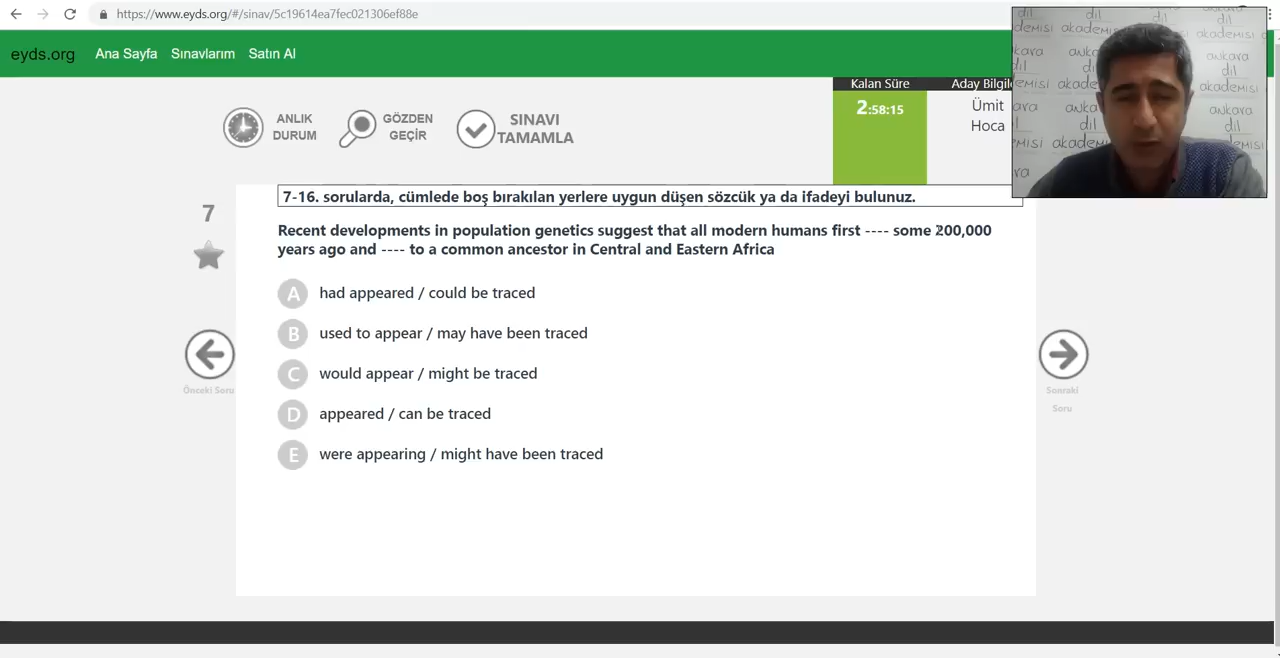 https://www.eyds.org/#/sinav/5c19614ea7fec021306ef88e
eyds.org Ana Sayfa Sınavlarım Satın Al
Kalan Süre Aday Bilgile
2:58:15 Ümit Hoca
ANLIK DURUM
GÖZDEN GEÇİR
SINAVI TAMAMLA
7-16. sorularda, cümlede boş bırakılan yerlere uygun düşen sözcük ya da ifadeyi bulunuz.
7
Recent developments in population genetics suggest that all modern humans first ---- some 200,000
years ago and ---- to a common ancestor in Central and Eastern Africa
A had appeared / could be traced
B used to appear / may have been traced
C would appear / might be traced
D appeared / can be traced
E were appearing / might have been traced
Önceki Soru
Sonraki
Soru
ankara
dil
akademisi